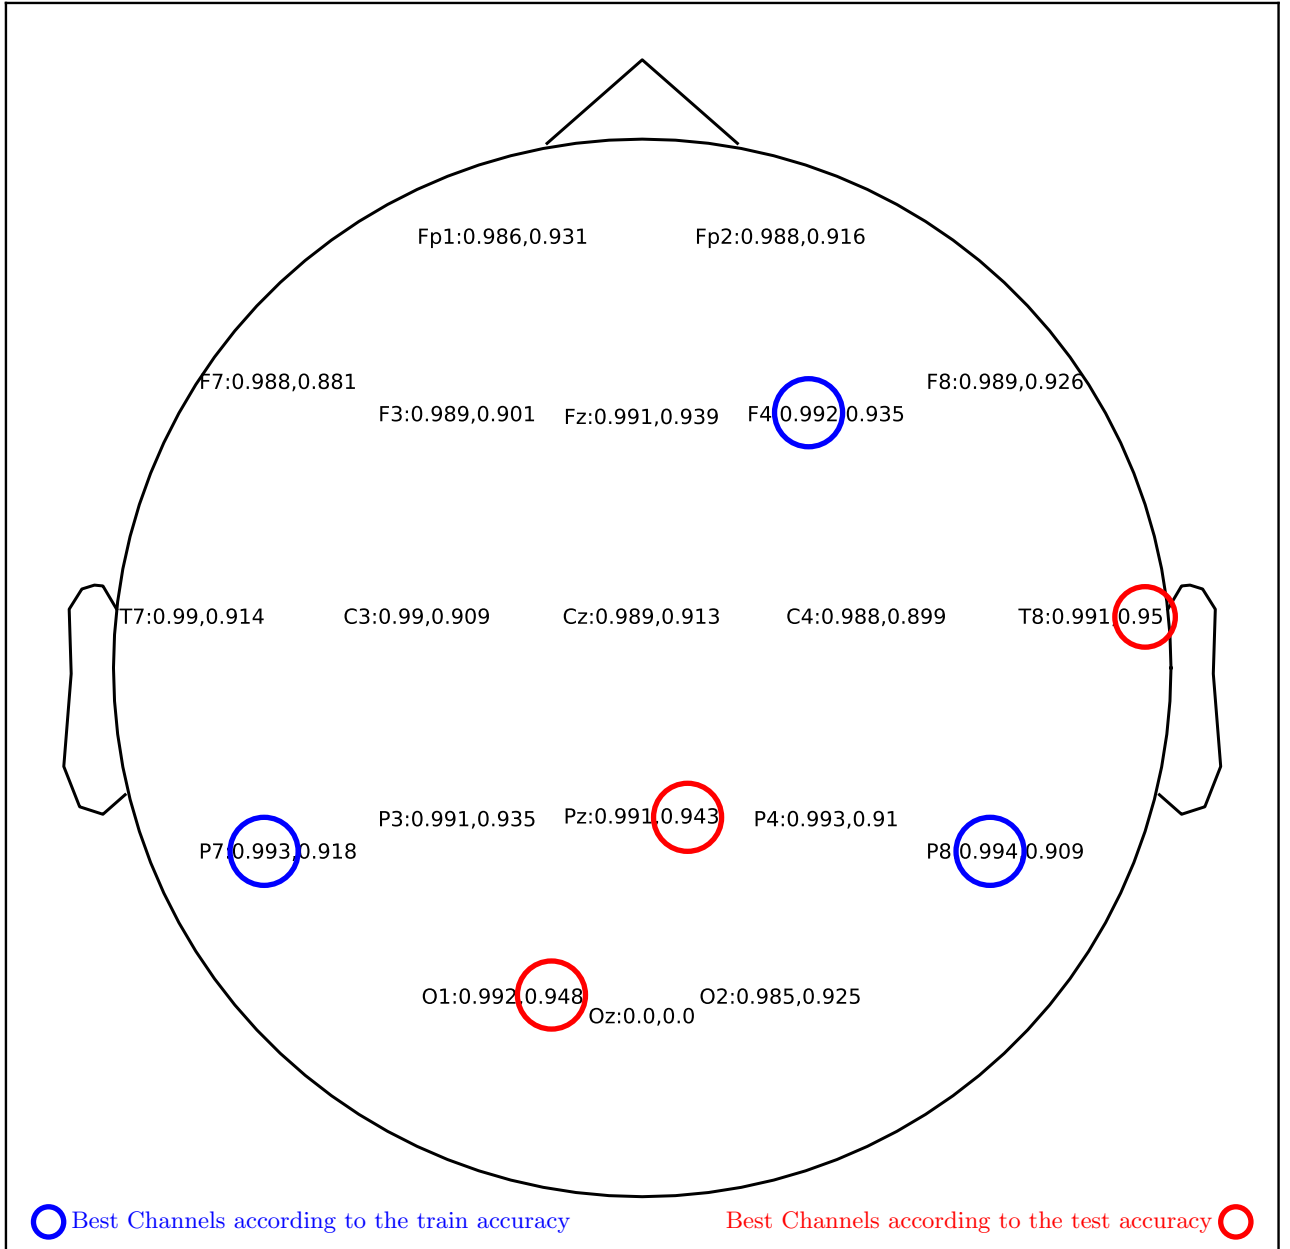 Fp1:0.986,0.931 Fp2:0.988,0.916
F7:0.988,0.881 F8:0.989,0.926
F3:0.989,0.901 Fz:0.991,0.939 F4:0.992,0.935
T7:0.99,0.914 C3:0.99,0.909 Cz:0.989,0.913 C4:0.988,0.899 T8:0.991,0.95
P3:0.991,0.935 Pz:0.991,0.943 P4:0.993,0.91
P7:0.993,0.918 P8:0.994,0.909
O1:0.992,0.948 O2:0.985,0.925
Oz:0.0,0.0
Best Channels according to the train accuracy Best Channels according to the test accuracy